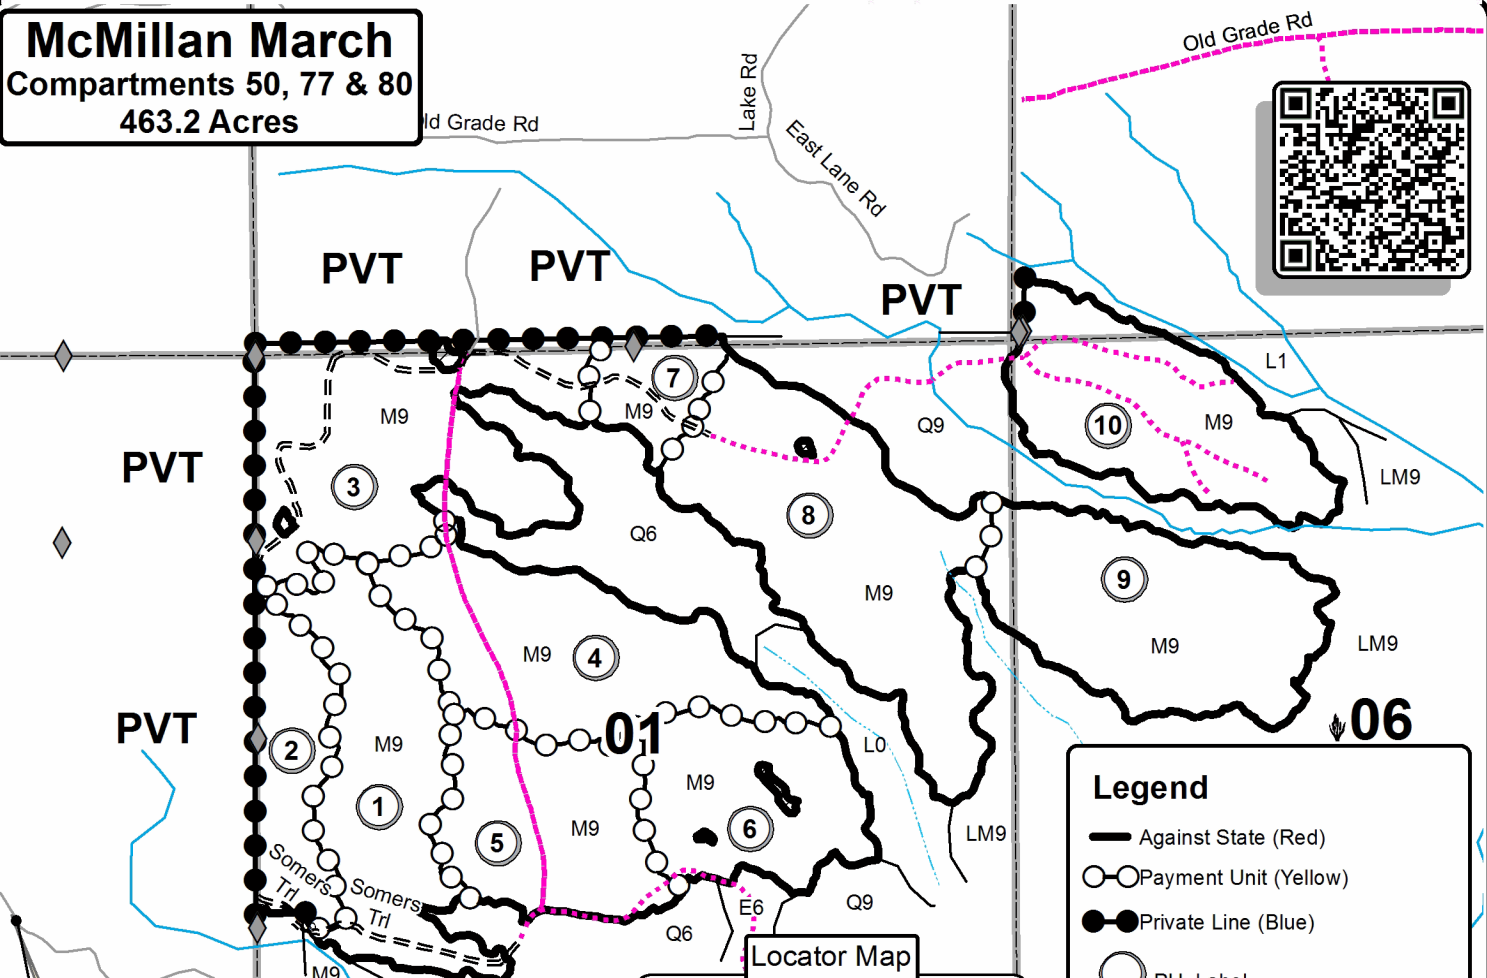 McMillan March
Compartments 50, 77 & 80
463.2 Acres
Old Grade Rd
ld Grade Rd
Lake Rd
East Lane Rd
PVT
PVT
PVT
L1
7
M9
M9
Q9
10
M9
PVT
LM9
3
8
Q6
9
M9
M9
4
M9
LM9
PVT
01
06
2
M9
L0
M9
1
5
M9
6
LM9
Somers
Trl
Somers
Trl
E6
Q9
Q6
M9
Locator Map
Legend
Against State (Red)
Payment Unit (Yellow)
Private Line (Blue)
PU Label